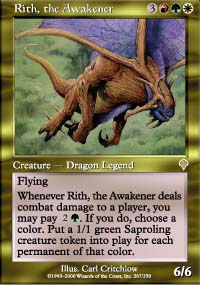 Rith, the Awakener 3
Creature — Dragon Legend
Flying
Whenever Rith, the Awakener deals
combat damage to a player, you
may pay 2. If you do, choose a
color. Put a 1/1 green Saproling
creature token into play for each
permanent of that color.
Illus. Carl Critchlow
©1993-2000 Wizards of the Coast 267/350
6/6